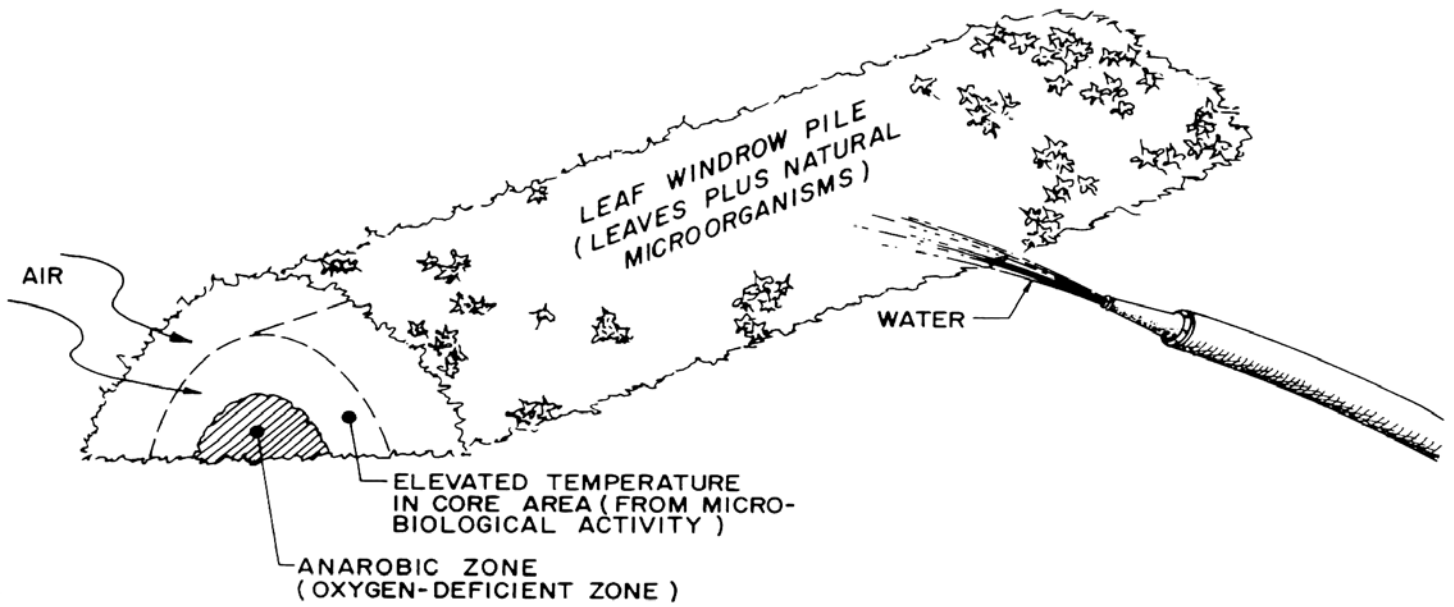 LEAF WINDROW PILE
(LEAVES PLUS NATURAL
MICROORGANISMS)
AIR
WATER
ELEVATED TEMPERATURE
IN CORE AREA (FROM MICRO-
BIOLOGICAL ACTIVITY)
ANAROBIC ZONE
(OXYGEN-DEFICIENT ZONE)